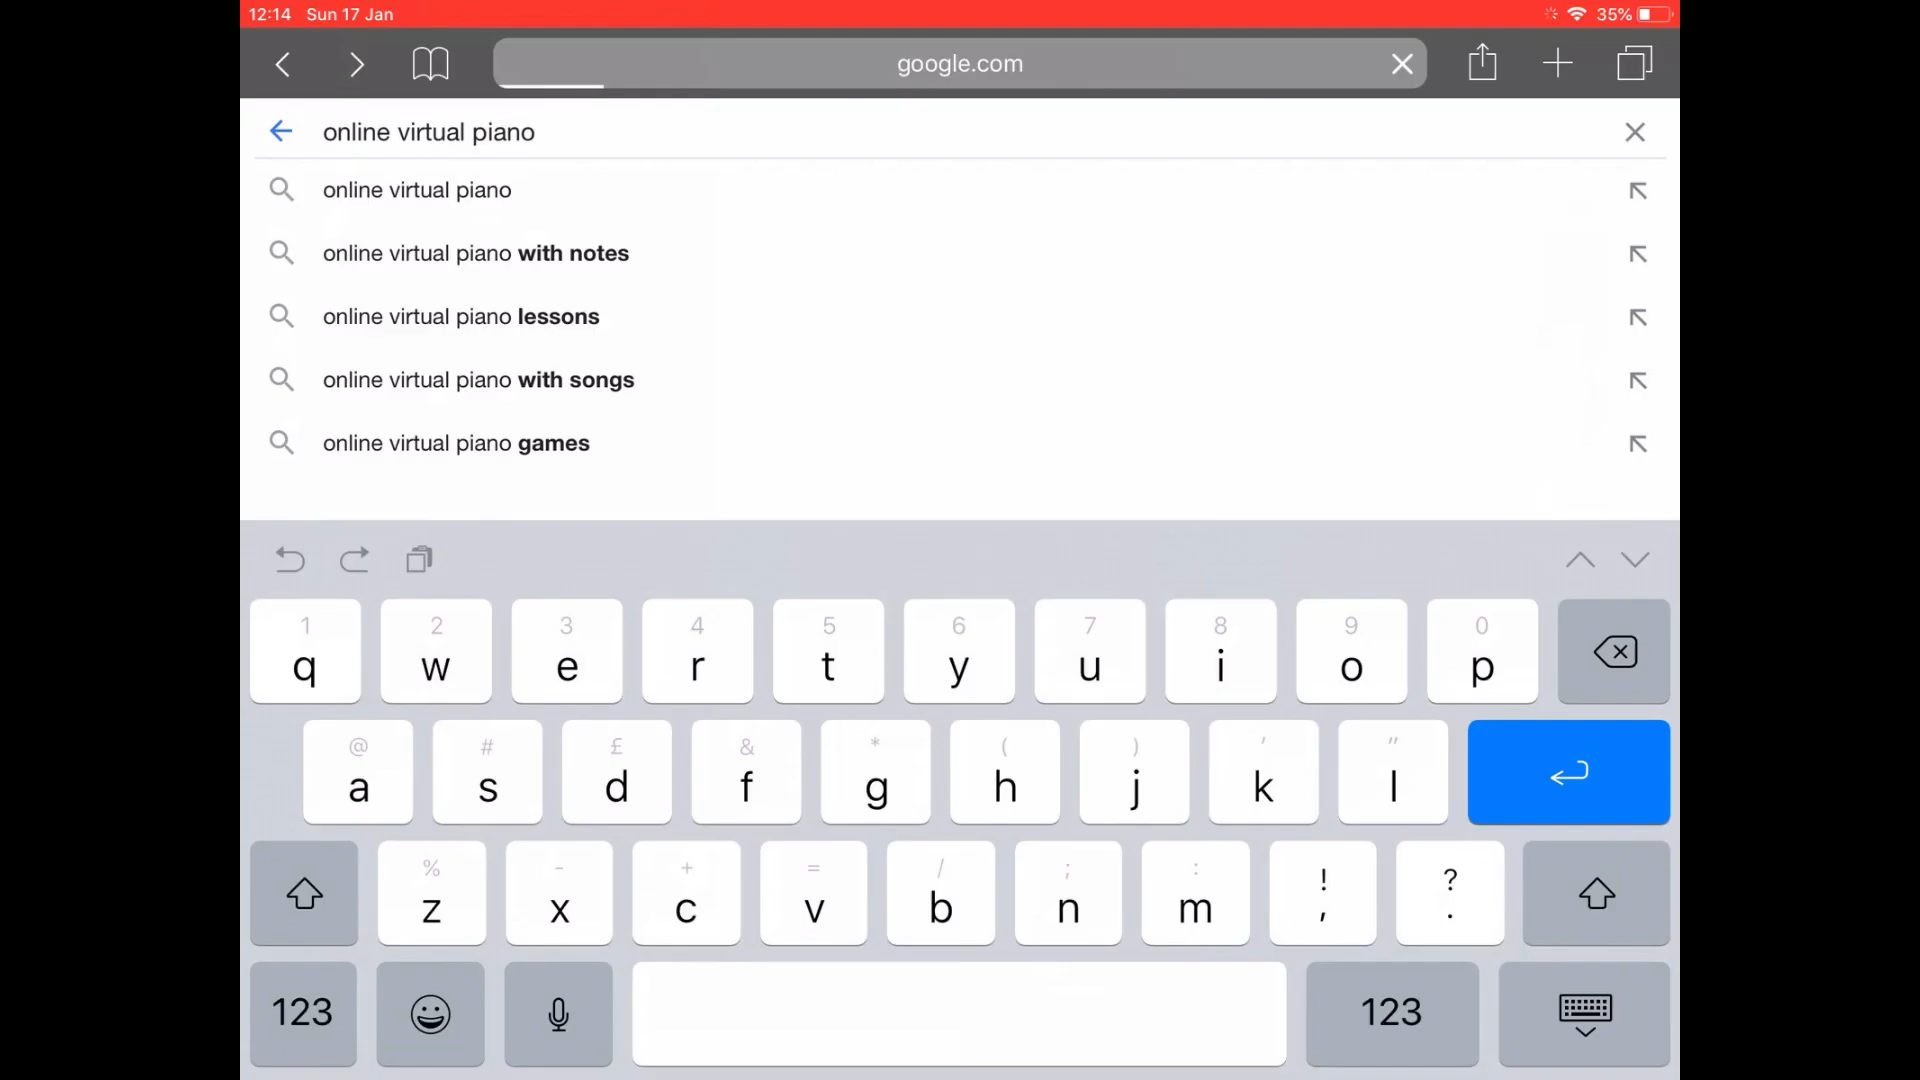 12:14 Sun 17 Jan 35%
google.com
online virtual piano
online virtual piano
online virtual piano with notes
online virtual piano lessons
online virtual piano with songs
online virtual piano games
1 2 3 4 5 6 7 8 9 0
q w e r t y u i o p
@ # £ & * ( ) ' "
a s d f g h j k l
% - + = / ; : ! ?
z x c v b n m , .
123 123